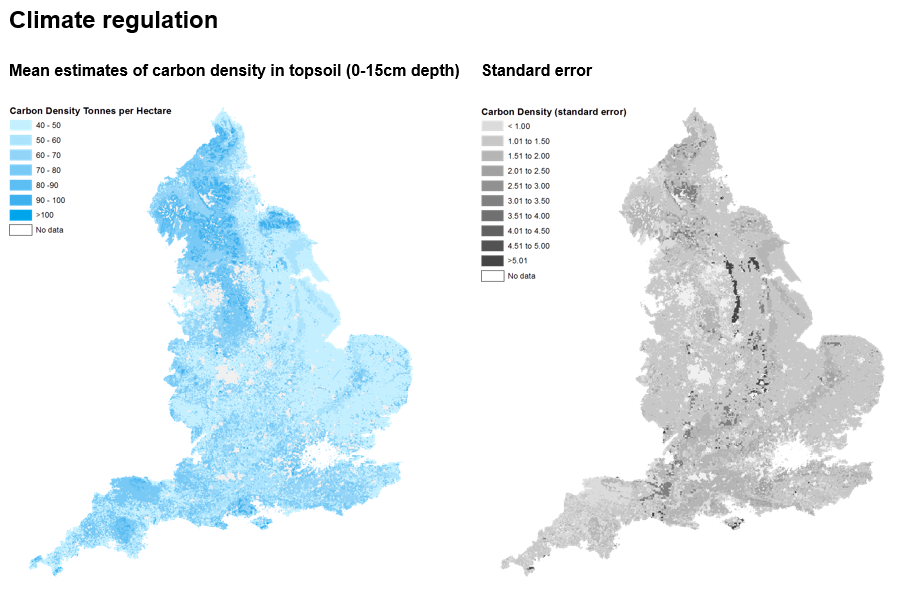 Climate regulation
Mean estimates of carbon density in topsoil (0-15cm depth)
Carbon Density Tonnes per Hectare
40 - 50
50 - 60
60 - 70
70 - 80
80 -90
90 - 100
>100
No data
Standard error
Carbon Density (standard error)
< 1.00
1.01 to 1.50
1.51 to 2.00
2.01 to 2.50
2.51 to 3.00
3.01 to 3.50
3.51 to 4.00
4.01 to 4.50
4.51 to 5.00
>5.01
No data